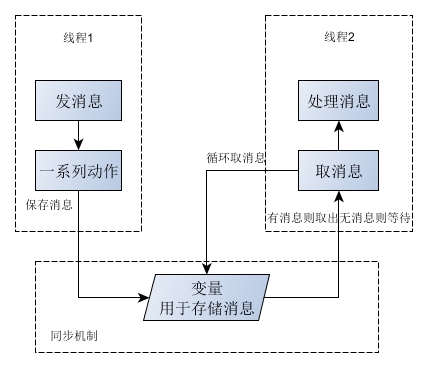 线程1
线程2
发消息
处理消息
一系列动作
循环取消息
取消息
保存消息
有消息则取出无消息则等待
变量
用于存储消息
同步机制